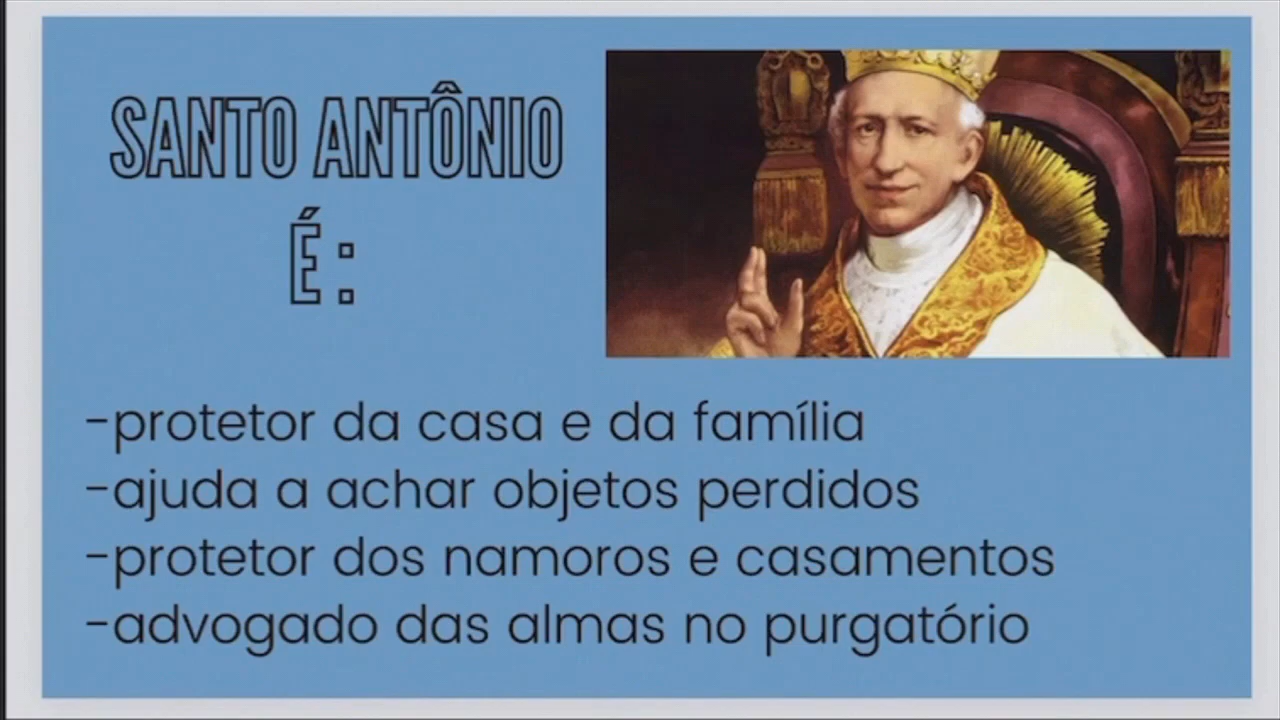 SANTO ANTÔNIO
É:
-protetor da casa e da família
-ajuda a achar objetos perdidos
-protetor dos namoros e casamentos
-advogado das almas no purgatório